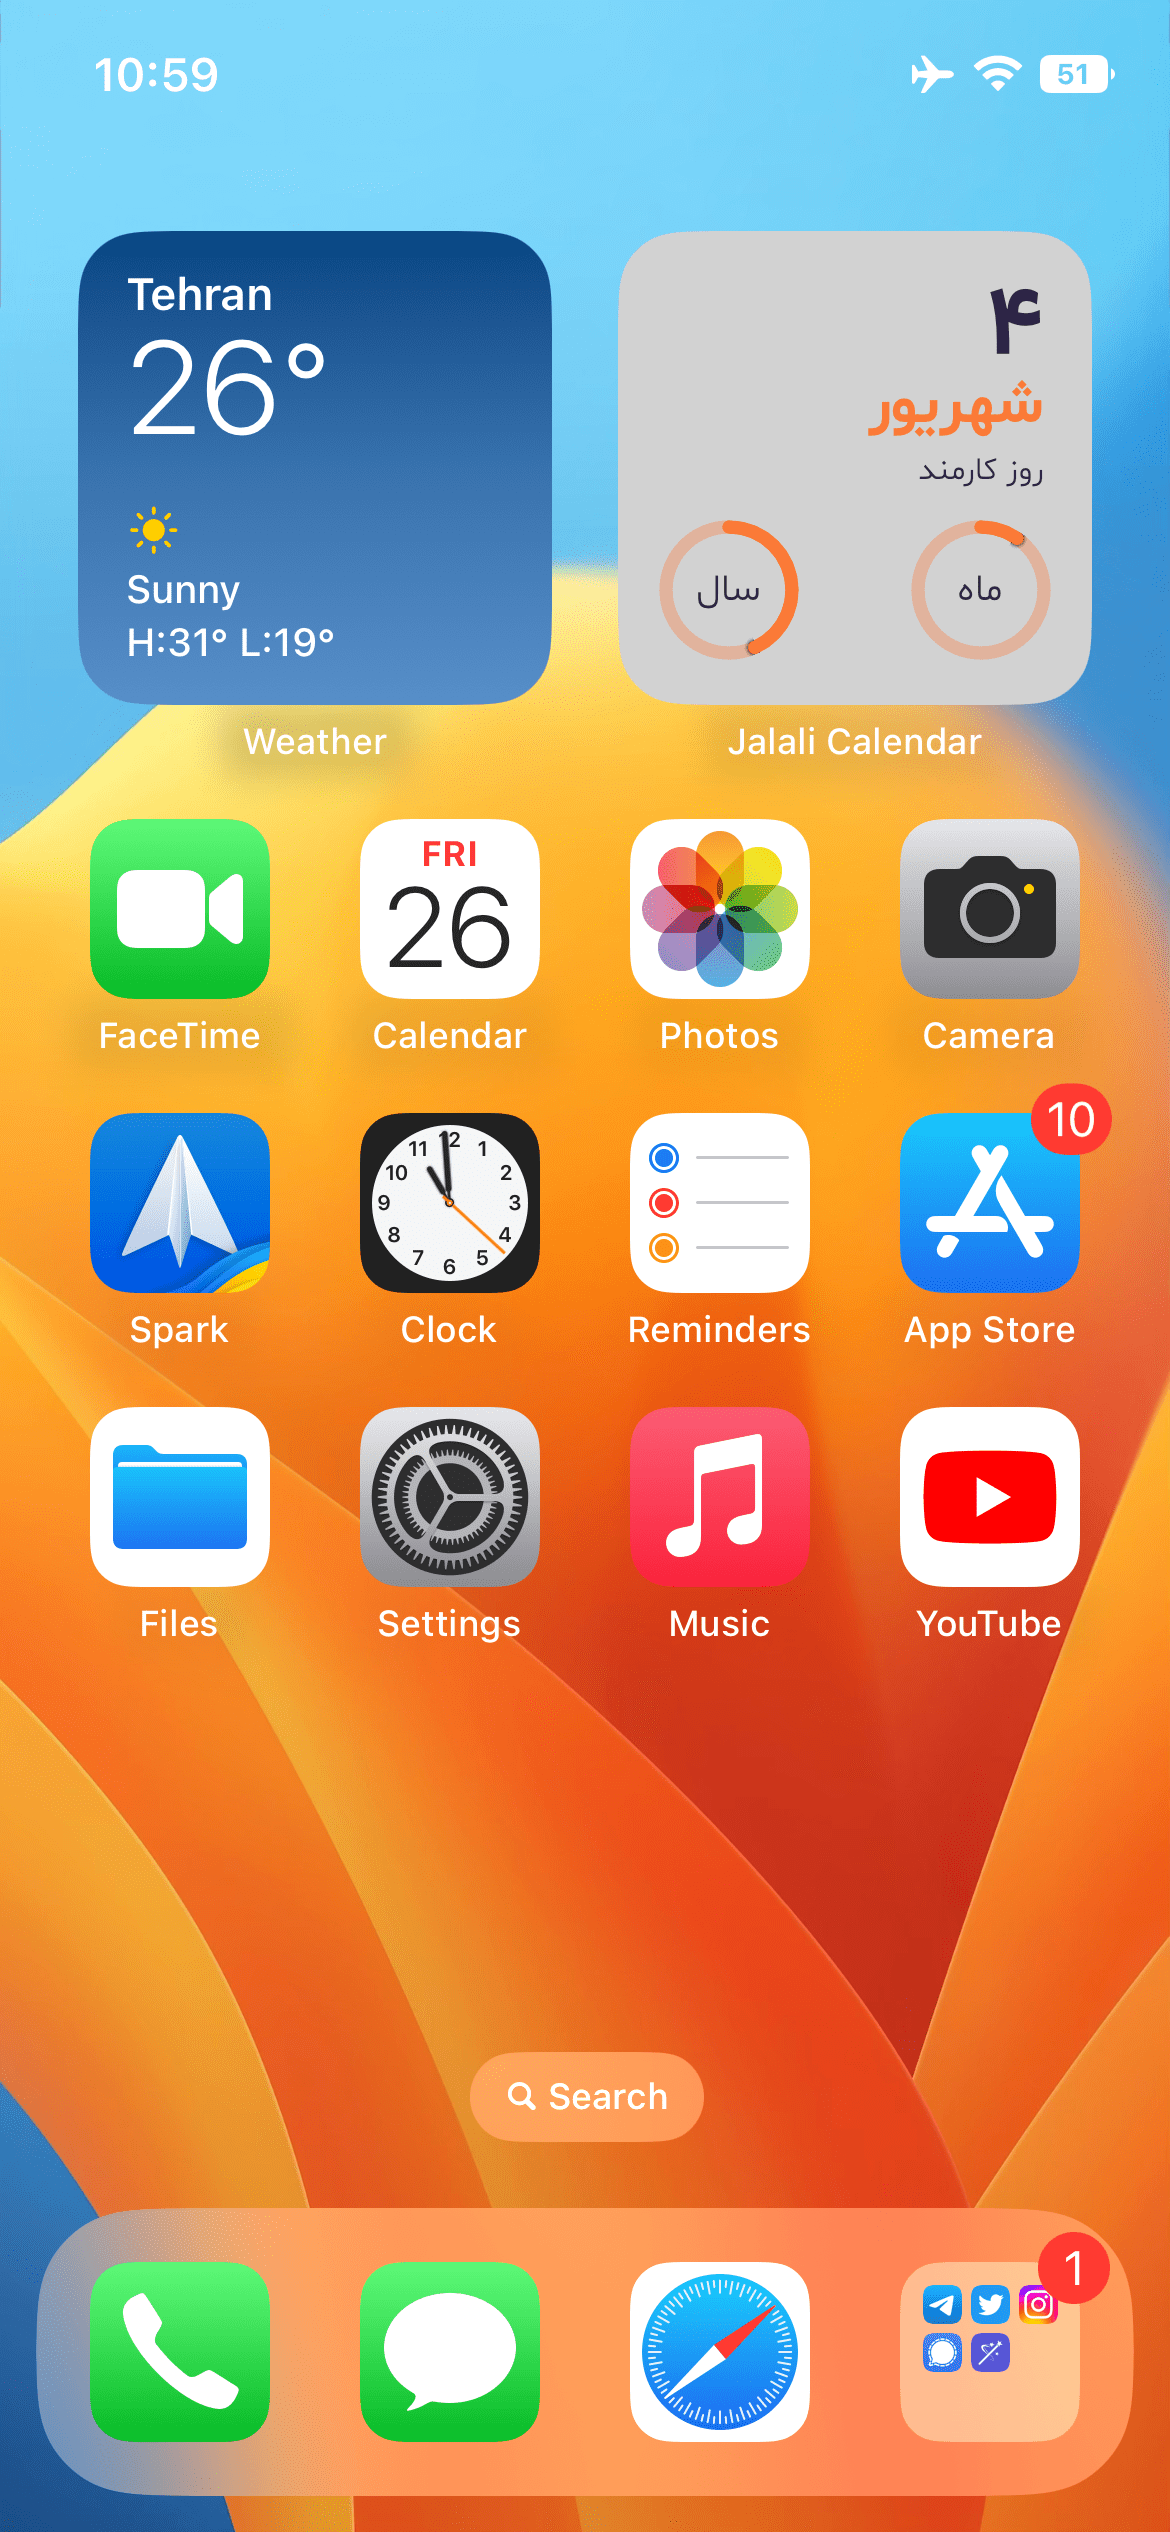 10:59
51
Tehran
26°
Sunny
H:31° L:19°
Weather
۴
شهریور
روز کارمند
ماه
سال
Jalali Calendar
FaceTime
FRI
26
Calendar
Photos
Camera
Spark
12
1
2
3
4
5
6
7
8
9
10
11
Clock
Reminders
10
App Store
Files
Settings
Music
YouTube
Search
1